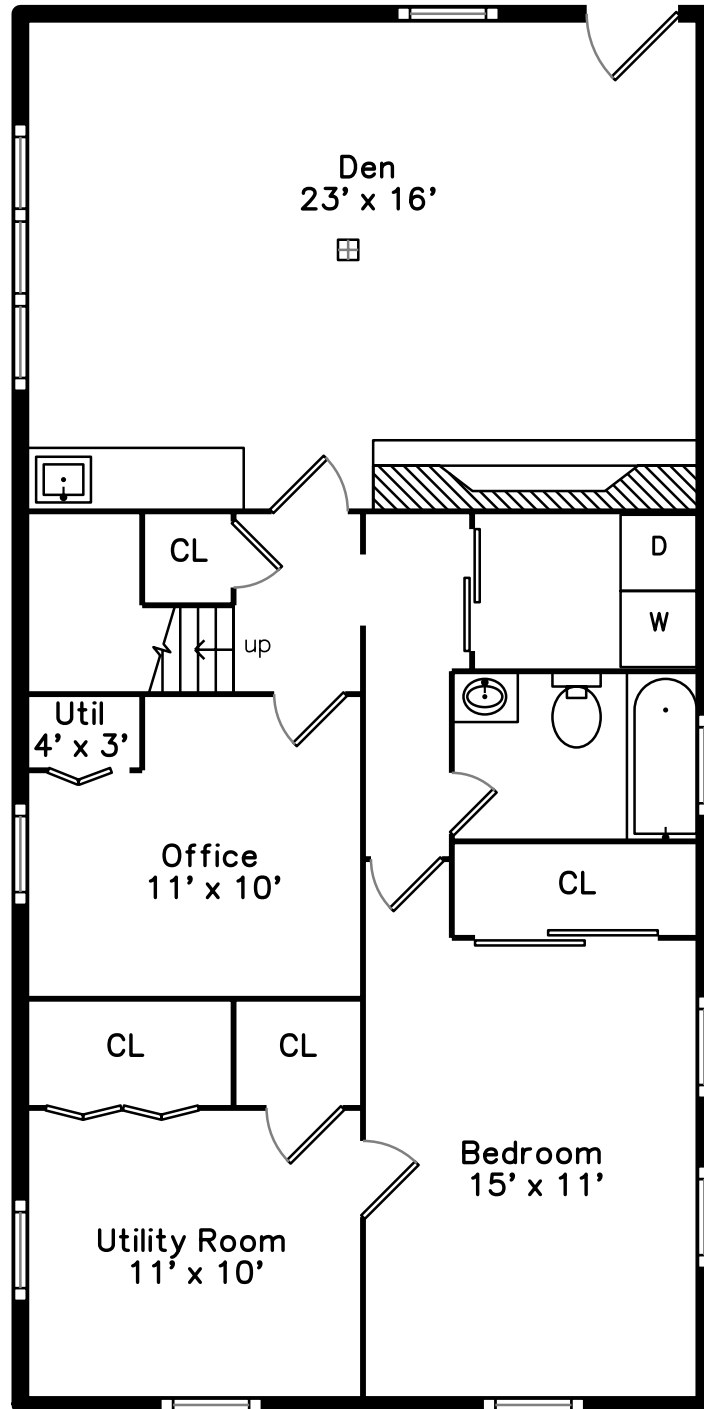 Den
23' x 16'
CL
D
W
up
Util
4' x 3'
Office
11' x 10'
CL
CL
CL
Bedroom
15' x 11'
Utility Room
11' x 10'